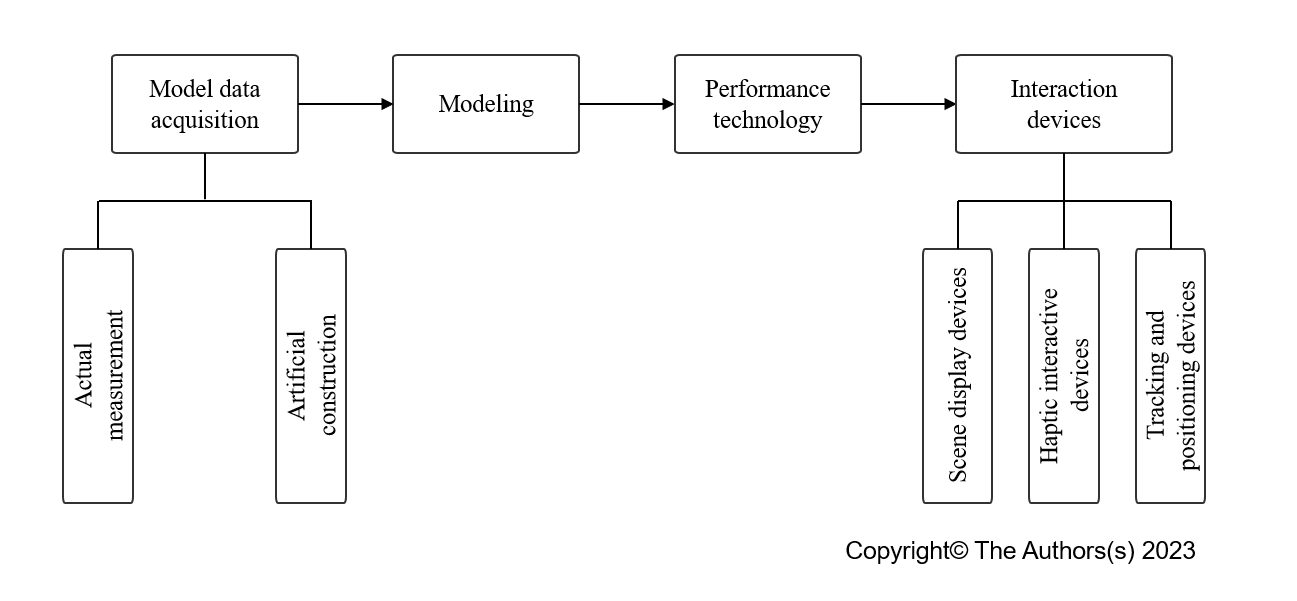 Model data
acquisition
Modeling
Performance
technology
Interaction
devices
Actual
measurement
Artificial
construction
Scene display devices
Haptic interactive
devices
Tracking and
positioning devices
Copyright© The Authors(s) 2023